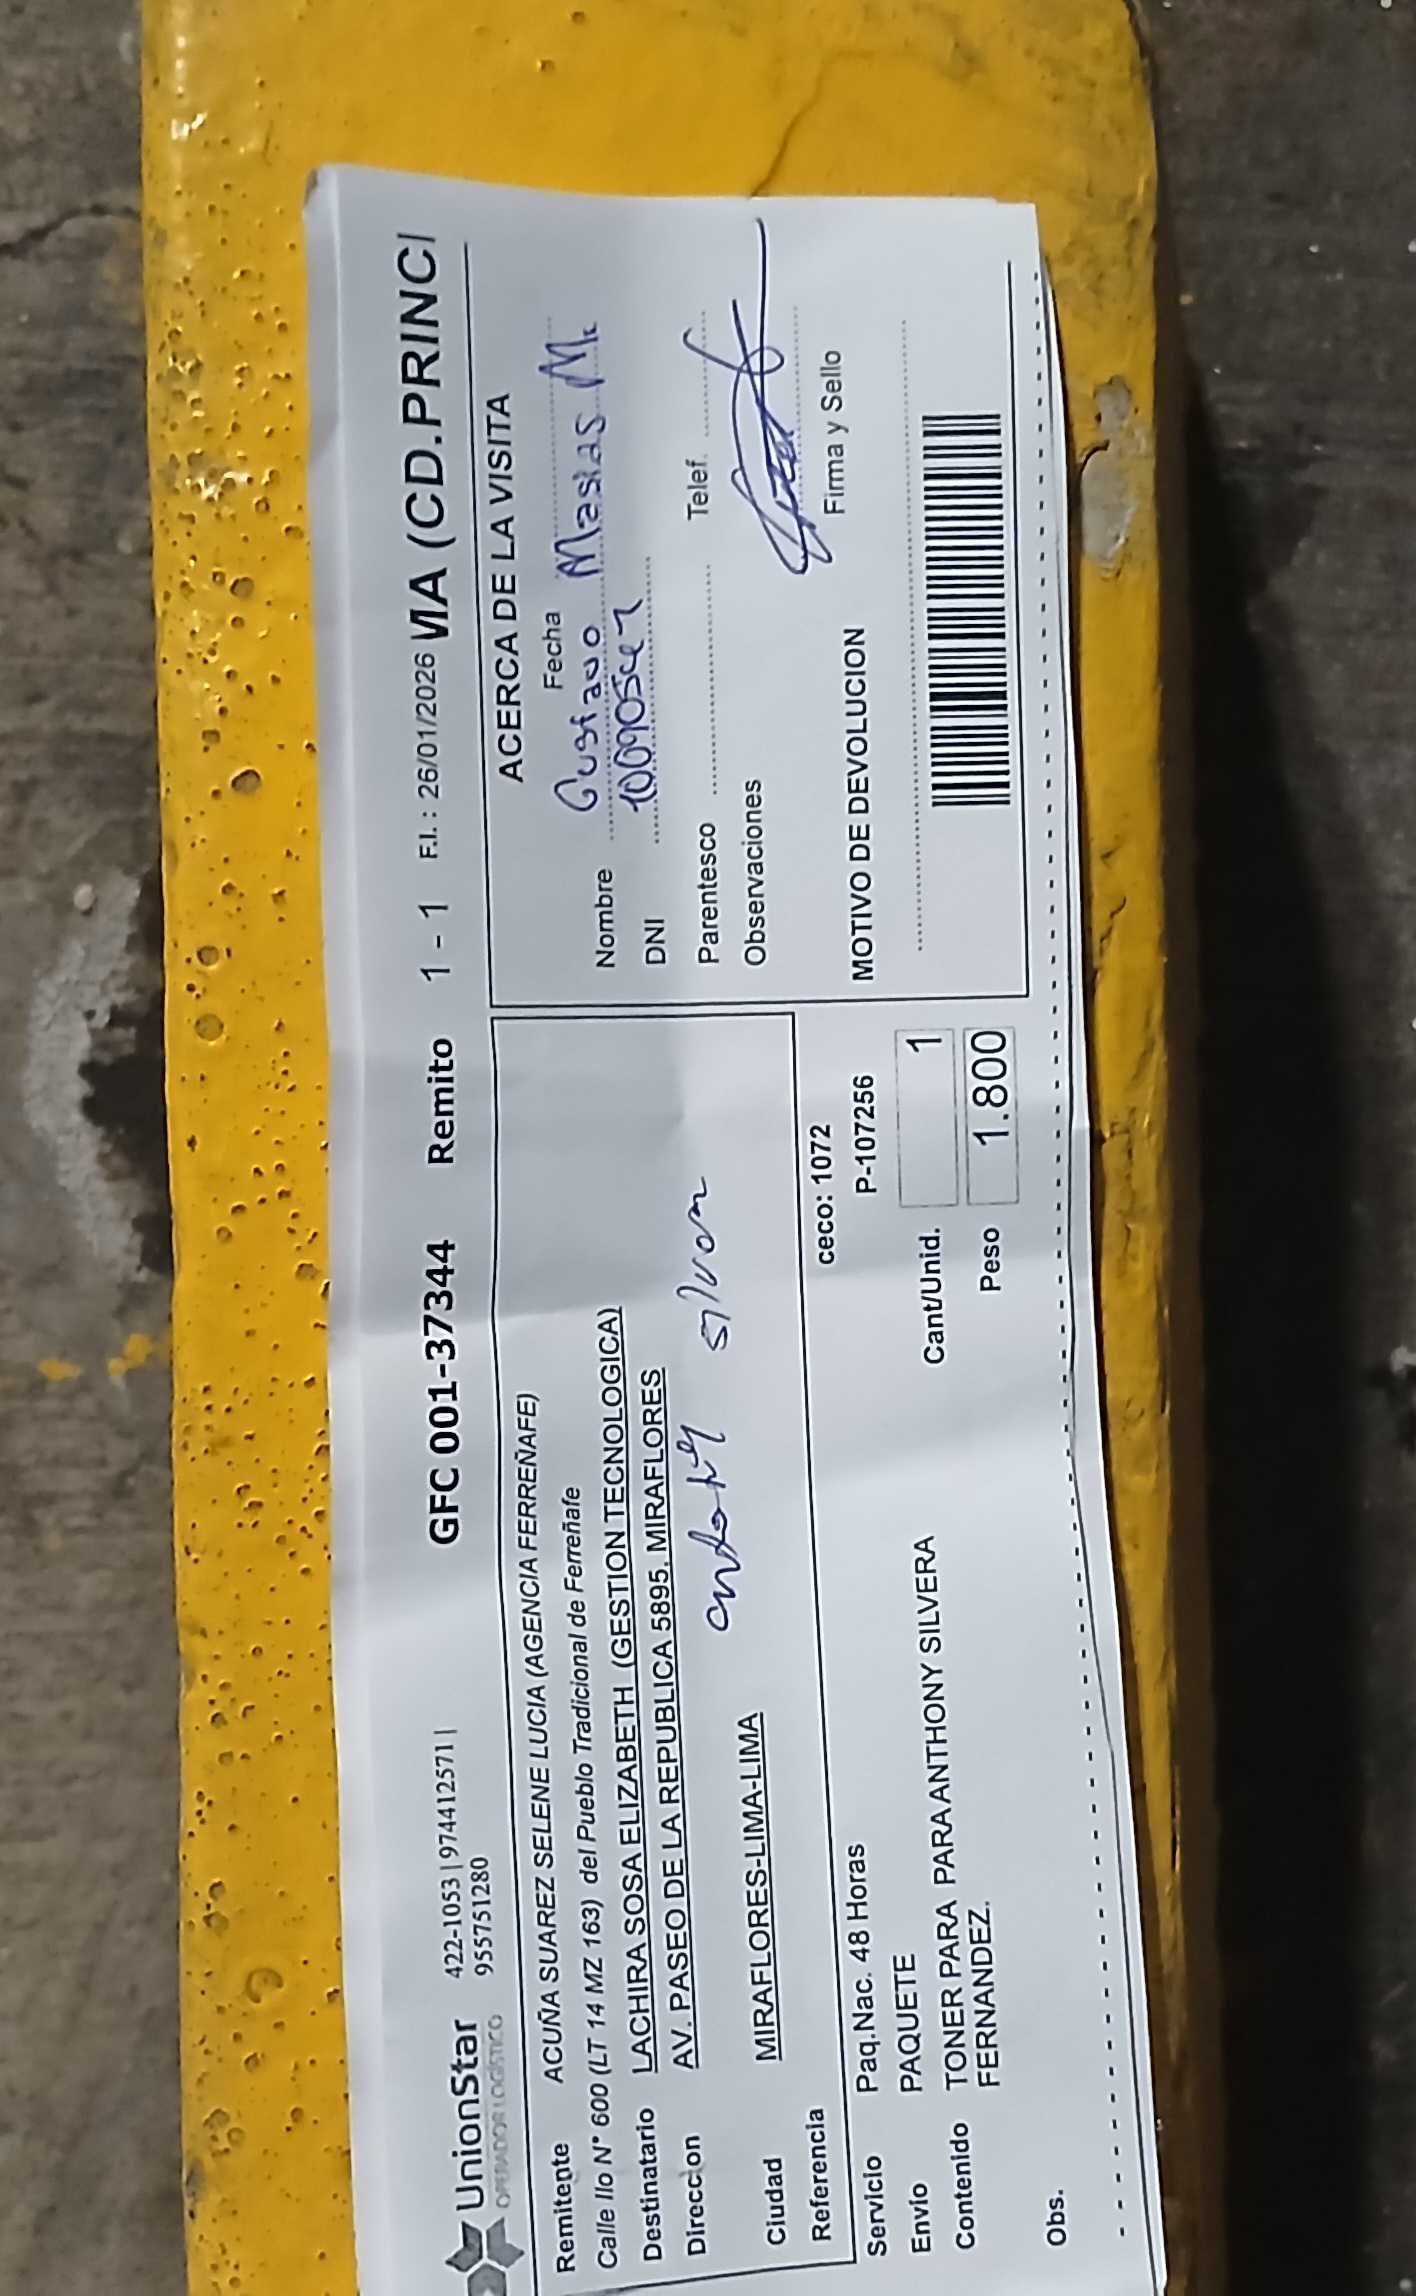 UnionStar
OPERADOR LOGÍSTICO
422-1053 | 974412571 |
955751280
GFC 001-37344 Remito 1 - 1 F.I. : 26/01/2026 VIA (CD.PRINCI
Remitente ACUÑA SUAREZ SELENE LUCIA (AGENCIA FERREÑAFE)
Calle Ilo N° 600 (LT 14 MZ 163) del Pueblo Tradicional de Ferreñafe
Destinatario LACHIRA SOSA ELIZABETH (GESTION TECNOLOGICA)
Direccion AV. PASEO DE LA REPUBLICA 5895. MIRAFLORES
Ciudad MIRAFLORES-LIMA-LIMA
Referencia ceco: 1072
Servicio Paq.Nac. 48 Horas P-107256
Envio PAQUETE Cant/Unid. 1
Contenido TONER PARA PARA ANTHONY SILVERA
FERNANDEZ.
Peso 1.800
Obs.
ACERCA DE LA VISITA
Fecha
Nombre Gustavo Masias M.
DNI
Parentesco Telef.
Observaciones
Firma y Sello
MOTIVO DE DEVOLUCION